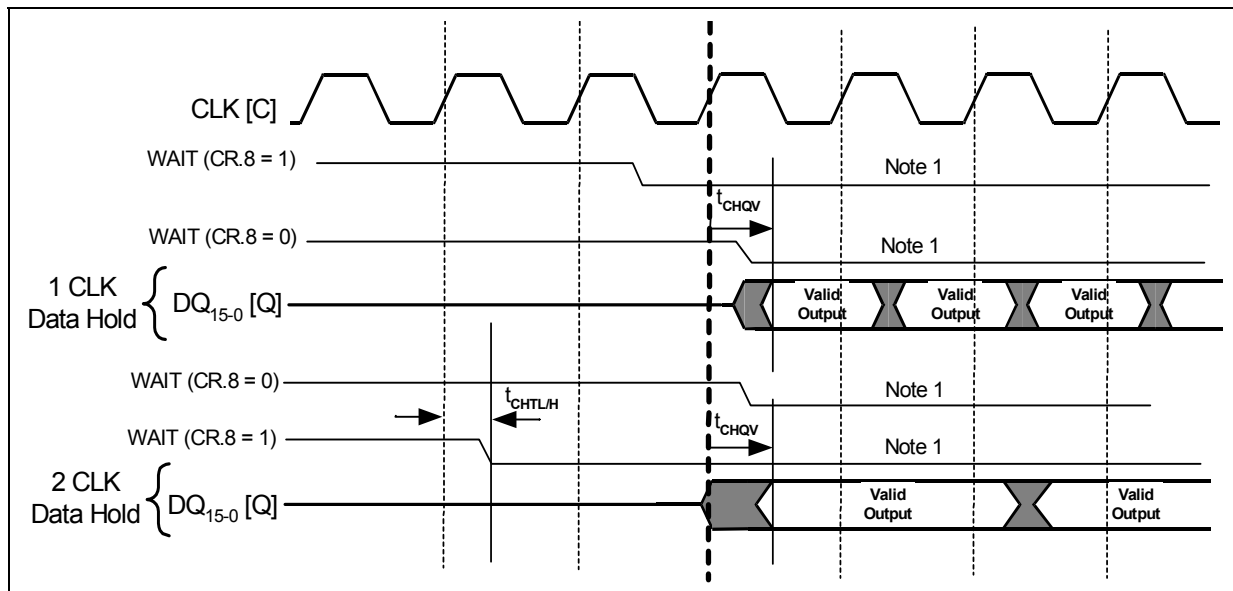 CLK [C]
WAIT (CR.8 = 1)
Note 1
tCHQV
WAIT (CR.8 = 0)
Note 1
1 CLK
Data Hold
DQ15-0 [Q]
Valid
Output
Valid
Output
Valid
Output
WAIT (CR.8 = 0)
Note 1
tCHTL/H
tCHQV
WAIT (CR.8 = 1)
Note 1
2 CLK
Data Hold
DQ15-0 [Q]
Valid
Output
Valid
Output